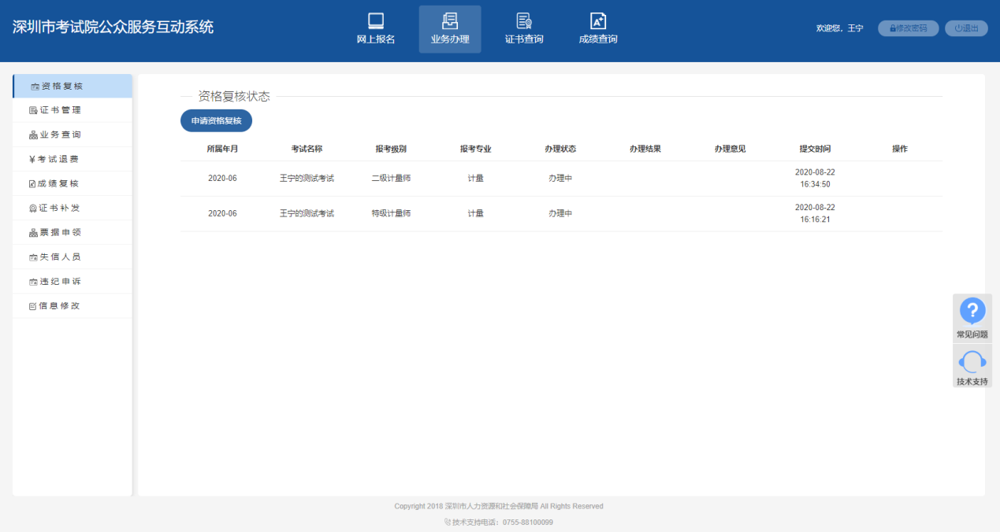 深圳市考试院公众服务互动系统
网上报名
业务办理
证书查询
成绩查询
欢迎您，王宁
修改密码
退出
资格复核
证书管理
业务查询
考试退费
成绩复核
证书补发
票据申领
失信人员
违纪申诉
信息修改
资格复核状态
申请资格复核
所属年月 考试名称 报考级别 报考专业 办理状态 办理结果 办理意见 提交时间 操作
2020-06 王宁的测试考试 二级计量师 计量 办理中 2020-08-22
16:34:50
2020-06 王宁的测试考试 特级计量师 计量 办理中 2020-08-22
16:16:21
常见问题
技术支持
Copyright 2018 深圳市人力资源和社会保障局 All Rights Reserved
技术支持电话：0755-88100099